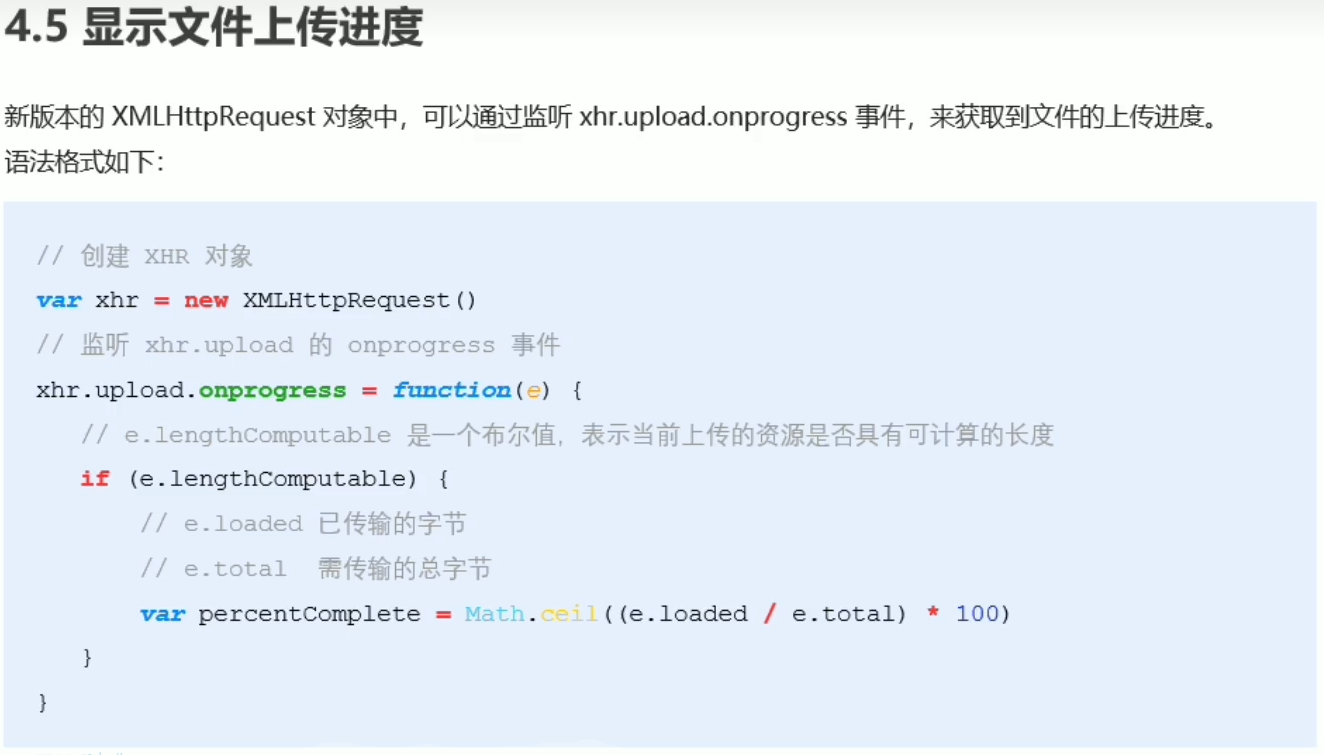 4.5 显示文件上传进度
新版本的 XMLHttpRequest 对象中，可以通过监听 xhr.upload.onprogress 事件，来获取到文件的上传进度。
语法格式如下：
// 创建 XHR 对象
var xhr = new XMLHttpRequest()
// 监听 xhr.upload 的 onprogress 事件
xhr.upload.onprogress = function(e) {
// e.lengthComputable 是一个布尔值，表示当前上传的资源是否具有可计算的长度
if (e.lengthComputable) {
// e.loaded 已传输的字节
// e.total 需传输的总字节
var percentComplete = Math.ceil((e.loaded / e.total) * 100)
}
}